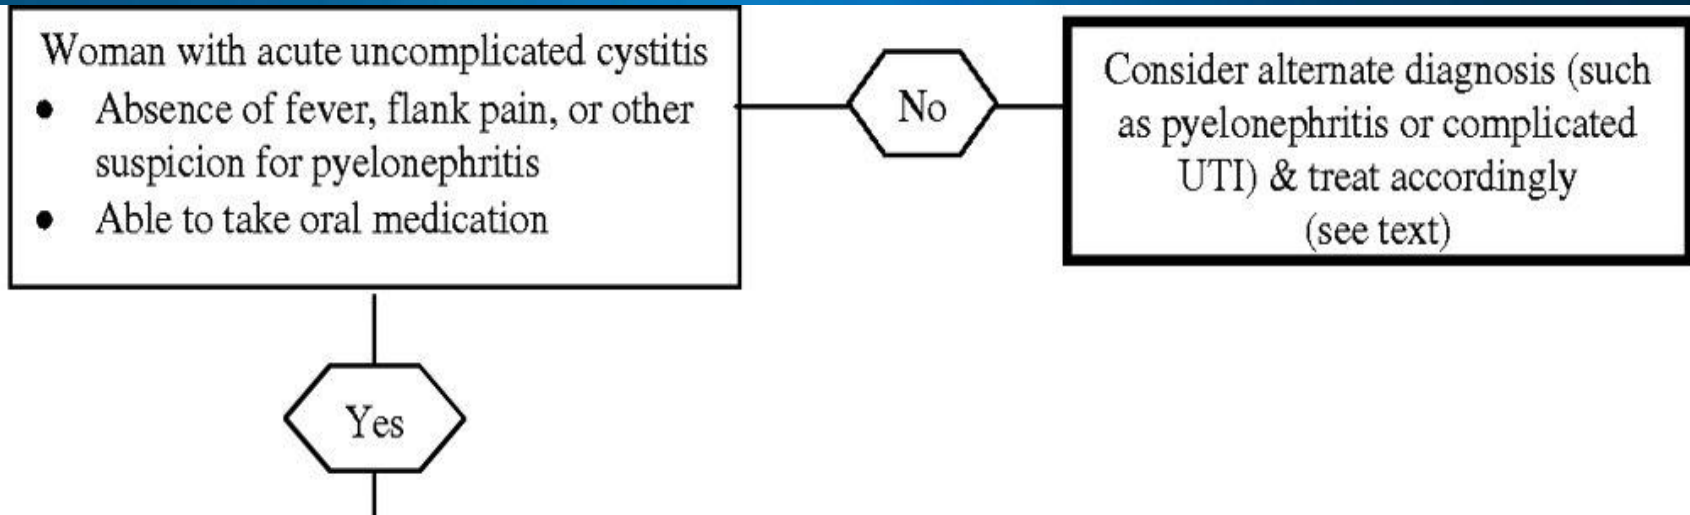 Woman with acute uncomplicated cystitis
● Absence of fever, flank pain, or other
suspicion for pyelonephritis
● Able to take oral medication
No
Consider alternate diagnosis (such
as pyelonephritis or complicated
UTI) & treat accordingly
(see text)
Yes